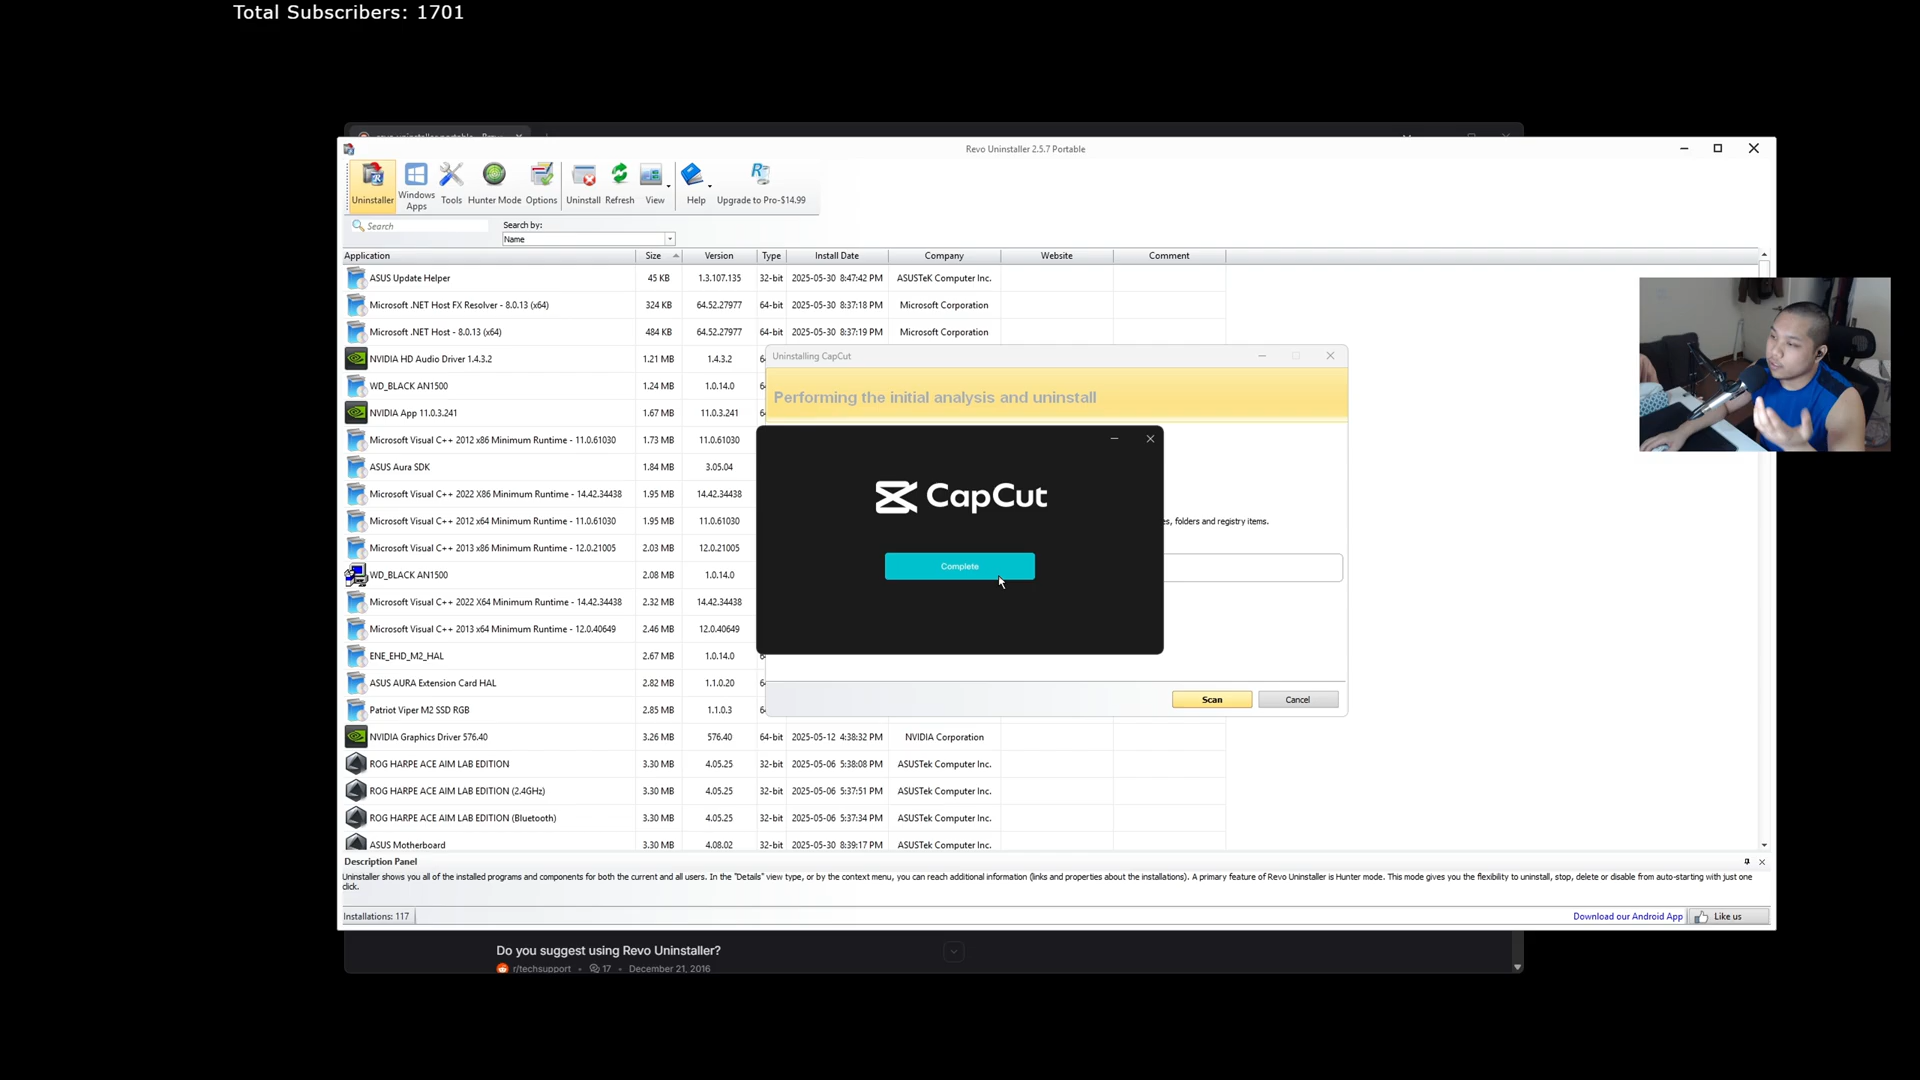 Total Subscribers: 1701
Revo Uninstaller 2.5.7 Portable
Uninstaller
Windows Apps
Tools
Hunter Mode
Options
Uninstall
Refresh
View
Help
Upgrade to Pro-$14.99
Search
Search by:
Name
Application Size Version Type Install Date Company Website Comment
ASUS Update Helper 45 KB 1.3.107.135 32-bit 2025-05-30 8:47:42 PM ASUSTeK Computer Inc.
Microsoft .NET Host FX Resolver - 8.0.13 (x64) 324 KB 64.52.27977 64-bit 2025-05-30 8:37:18 PM Microsoft Corporation
Microsoft .NET Host - 8.0.13 (x64) 484 KB 64.52.27977 64-bit 2025-05-30 8:37:19 PM Microsoft Corporation
NVIDIA HD Audio Driver 1.4.3.2 1.21 MB 1.4.3.2
WD_BLACK AN1500 1.24 MB 1.0.14.0
NVIDIA App 11.0.3.241 1.67 MB 11.0.3.241
Microsoft Visual C++ 2012 x86 Minimum Runtime - 11.0.61030 1.73 MB 11.0.61030
ASUS Aura SDK 1.84 MB 3.05.04
Microsoft Visual C++ 2022 X86 Minimum Runtime - 14.42.34438 1.95 MB 14.42.34438
Microsoft Visual C++ 2012 x64 Minimum Runtime - 11.0.61030 1.95 MB 11.0.61030
Microsoft Visual C++ 2013 x86 Minimum Runtime - 12.0.21005 2.03 MB 12.0.21005
WD_BLACK AN1500 2.08 MB 1.0.14.0
Microsoft Visual C++ 2022 X64 Minimum Runtime - 14.42.34438 2.32 MB 14.42.34438
Microsoft Visual C++ 2013 x64 Minimum Runtime - 12.0.40649 2.46 MB 12.0.40649
ENE_EHD_M2_HAL 2.67 MB 1.0.14.0
ASUS AURA Extension Card HAL 2.82 MB 1.1.0.20
Patriot Viper M2 SSD RGB 2.85 MB 1.1.0.3
NVIDIA Graphics Driver 576.40 3.26 MB 576.40 64-bit 2025-05-12 4:38:32 PM NVIDIA Corporation
ROG HARPE ACE AIM LAB EDITION 3.30 MB 4.05.25 32-bit 2025-05-06 5:38:08 PM ASUSTek Computer Inc.
ROG HARPE ACE AIM LAB EDITION (2.4GHz) 3.30 MB 4.05.25 32-bit 2025-05-06 5:37:51 PM ASUSTek Computer Inc.
ROG HARPE ACE AIM LAB EDITION (Bluetooth) 3.30 MB 4.05.25 32-bit 2025-05-06 5:37:34 PM ASUSTek Computer Inc.
ASUS Motherboard 3.30 MB 4.08.02 32-bit 2025-05-30 8:39:17 PM ASUSTek Computer Inc.
Uninstalling CapCut
Performing the initial analysis and uninstall
CapCut
Complete
, folders and registry items.
Scan
Cancel
Description Panel
Uninstaller shows you all of the installed programs and components for both the current and all users. In the "Details" view type, or by the context menu, you can reach additional information (links and properties about the installations). A primary feature of Revo Uninstaller is Hunter mode. This mode gives you the flexibility to uninstall, stop, delete or disable from auto-starting with just one
click.
Installations: 117
Download our Android App
Like us
Do you suggest using Revo Uninstaller?
r/techsupport • 17 • December 21, 2016